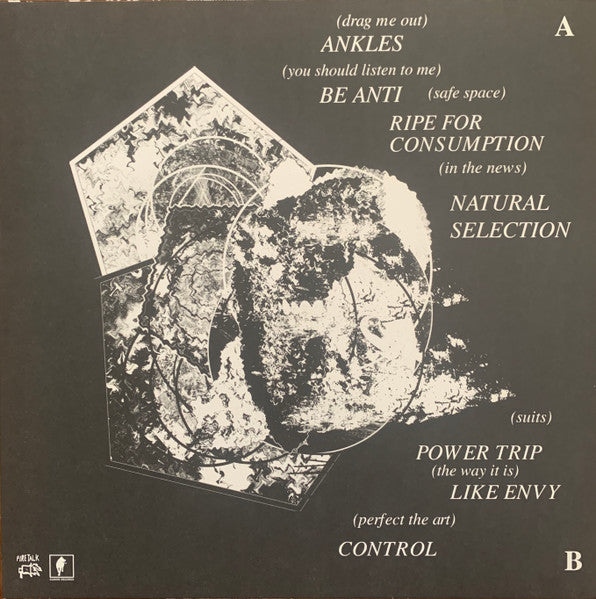 (drag me out)
A
ANKLES
(you should listen to me)
BE ANTI (safe space)
RIPE FOR
CONSUMPTION
(in the news)
NATURAL
SELECTION
(suits)
POWER TRIP
(the way it is)
LIKE ENVY
(perfect the art)
CONTROL
B
FIRETALK